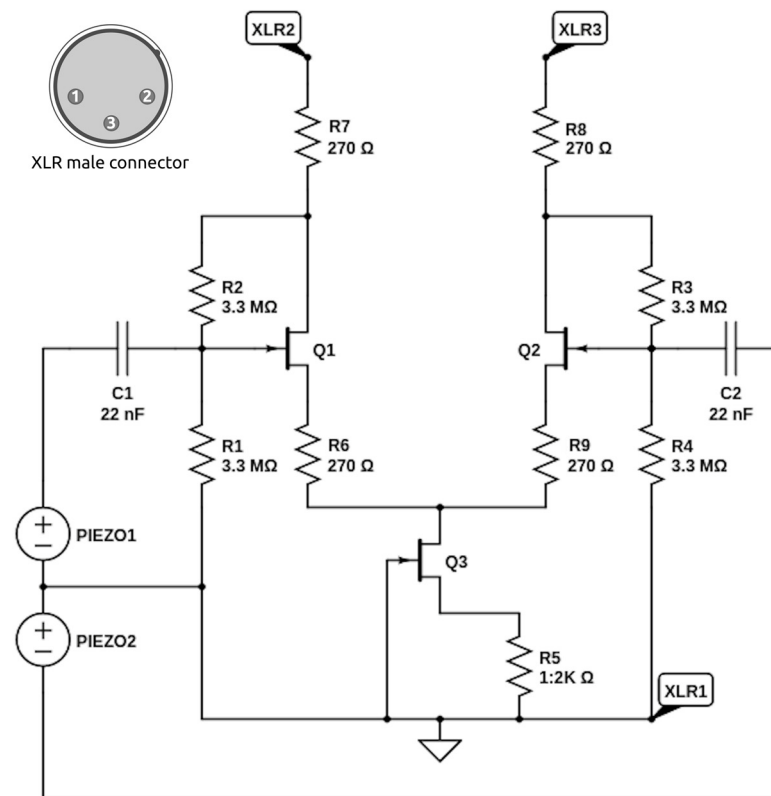 XLR2
XLR3
1
2
3
XLR male connector
R7
270 Ω
R8
270 Ω
R2
3.3 MΩ
R3
3.3 MΩ
Q1
Q2
C1
22 nF
C2
22 nF
R1
3.3 MΩ
R6
270 Ω
R9
270 Ω
R4
3.3 MΩ
+
−
PIEZO1
Q3
+
−
PIEZO2
R5
1:2K Ω
XLR1